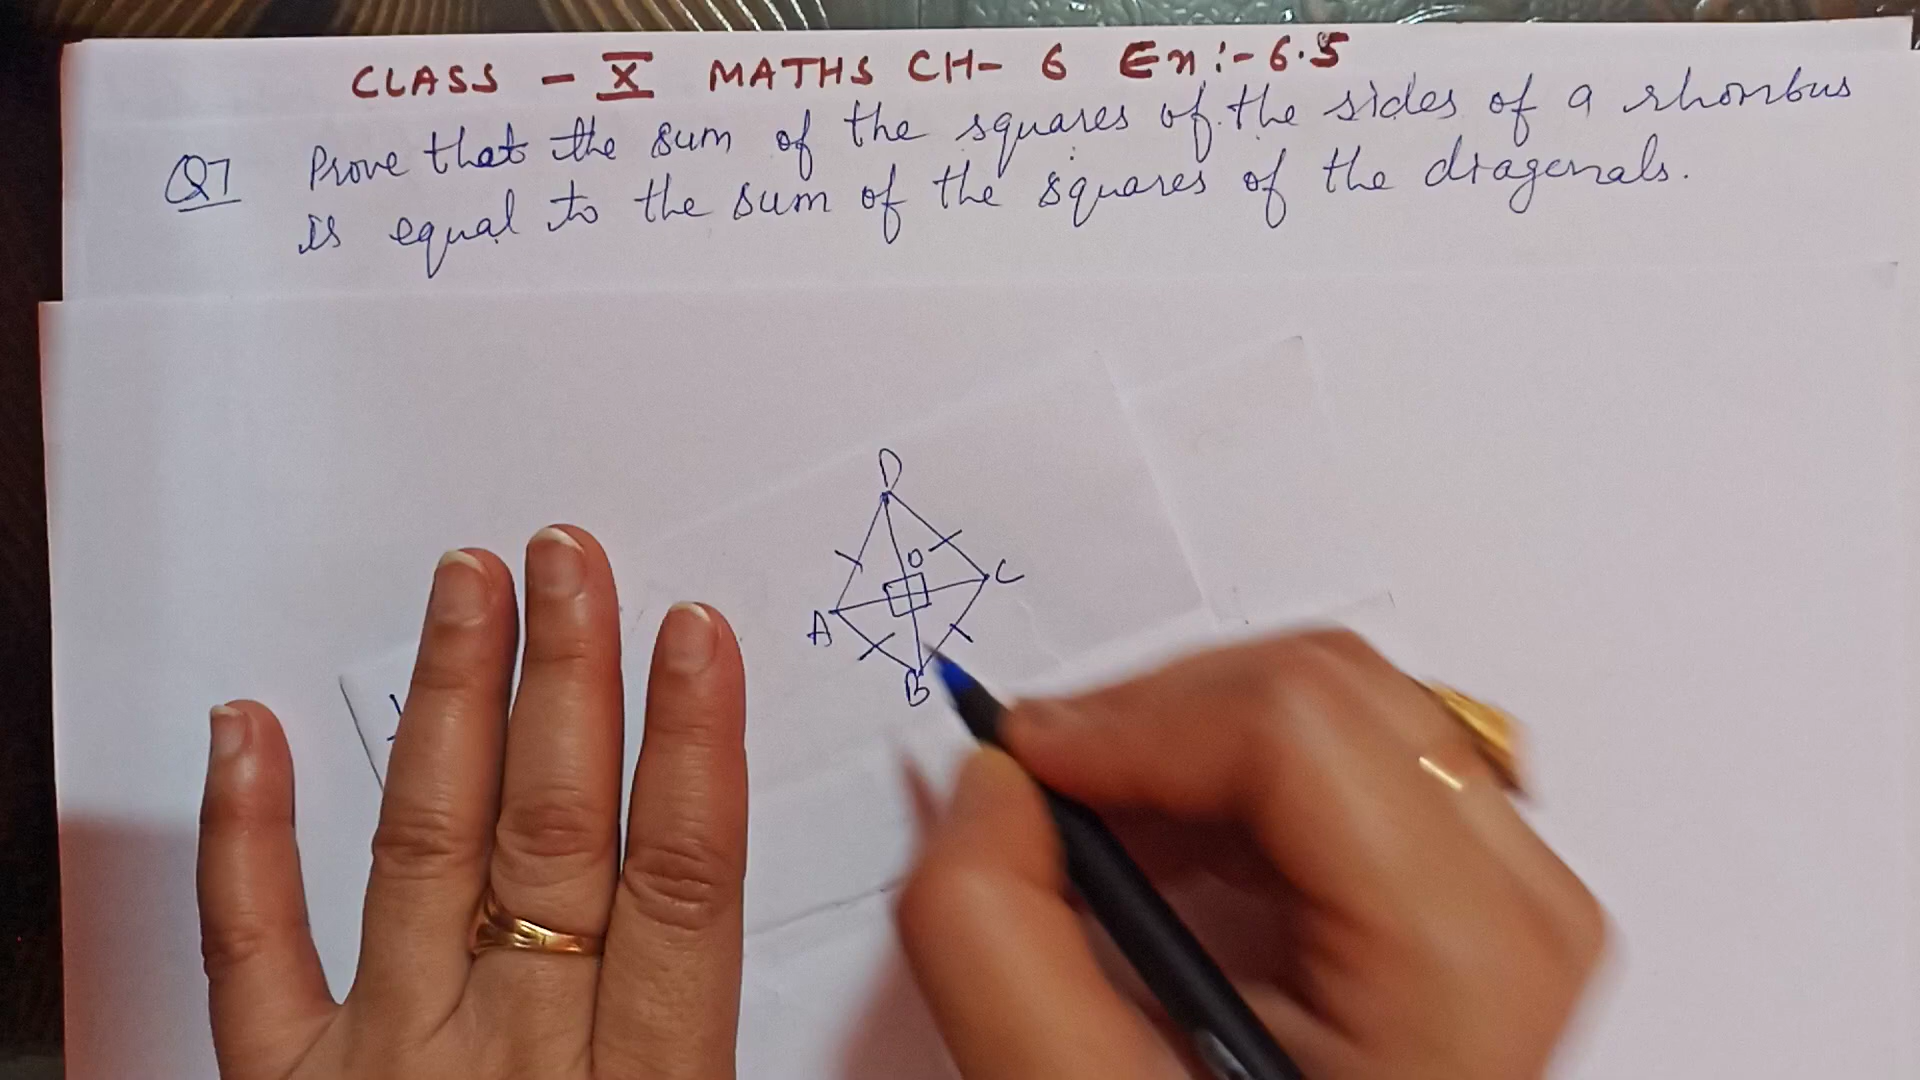 CLASS - X MATHS CH- 6 Ex:- 6.5
Q7 Prove that the sum of the squares of the sides of a rhombus
is equal to the sum of the squares of the diagonals.
D
O
C
A
B